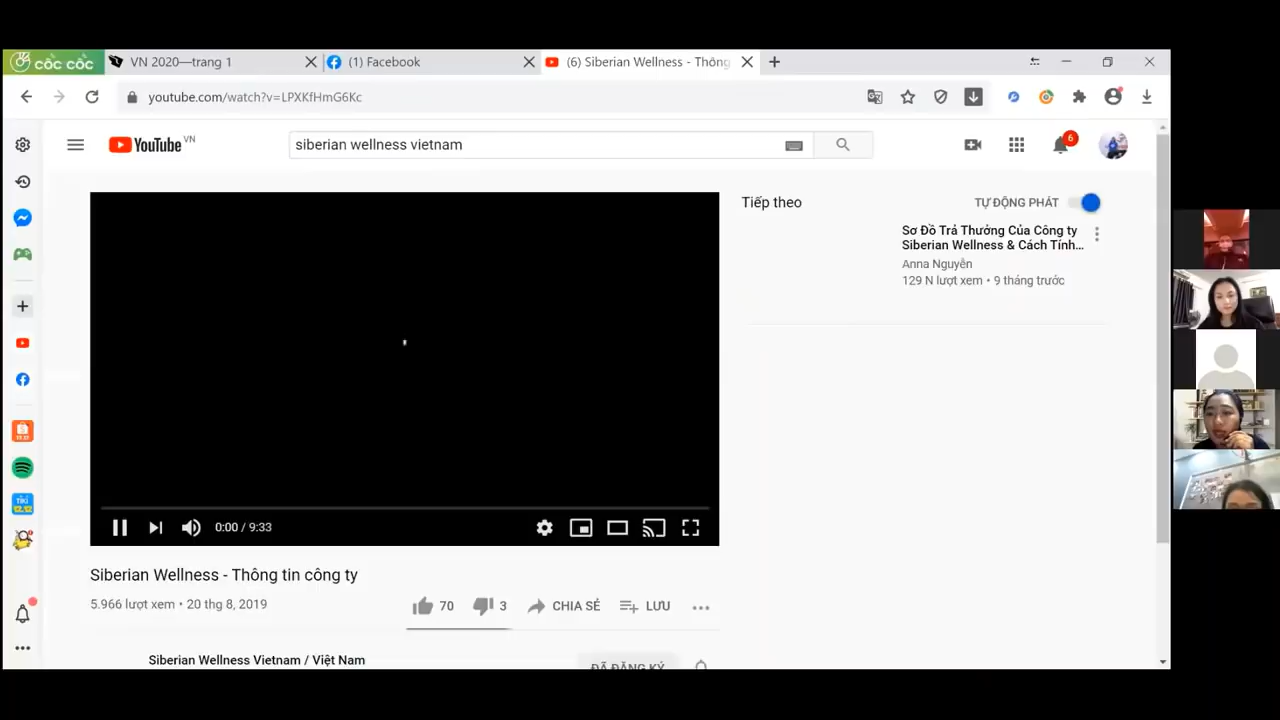 cốc cốc
VN 2020—trang 1
(1) Facebook
(6) Siberian Wellness - Thông
youtube.com/watch?v=LPXKfHmG6Kc
YouTube VN
siberian wellness vietnam
6
Tiếp theo
TỰ ĐỘNG PHÁT
Sơ Đồ Trả Thưởng Của Công ty
Siberian Wellness & Cách Tính...
Anna Nguyễn
129 N lượt xem • 9 tháng trước
0:00 / 9:33
Siberian Wellness - Thông tin công ty
5.966 lượt xem • 20 thg 8, 2019
70
3
CHIA SẺ
LƯU
Siberian Wellness Vietnam / Việt Nam
ĐÃ ĐĂNG KÝ